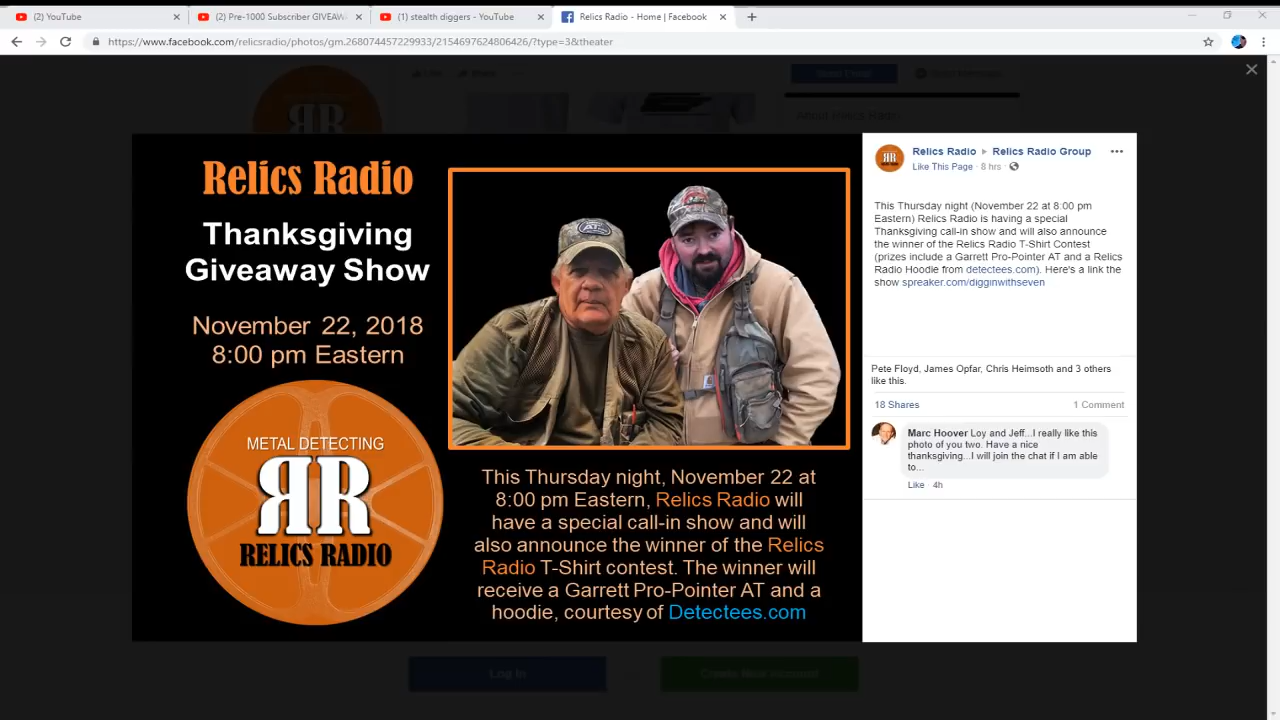 (2) YouTube
(2) Pre-1000 Subscriber GIVEAW
(1) stealth diggers - YouTube
Relics Radio - Home | Facebook
https://www.facebook.com/relicsradio/photos/gm.268074457229933/2154697624806426/?type=3&theater
Relics Radio
Thanksgiving
Giveaway Show
November 22, 2018
8:00 pm Eastern
METAL DETECTING
RR
RELICS RADIO
This Thursday night, November 22 at
8:00 pm Eastern, Relics Radio will
have a special call-in show and will
also announce the winner of the Relics
Radio T-Shirt contest. The winner will
receive a Garrett Pro-Pointer AT and a
hoodie, courtesy of Detectees.com
Relics Radio Relics Radio Group
Like This Page · 8 hrs ·
This Thursday night (November 22 at 8:00 pm
Eastern) Relics Radio is having a special
Thanksgiving call-in show and will also announce
the winner of the Relics Radio T-Shirt Contest
(prizes include a Garrett Pro-Pointer AT and a Relics
Radio Hoodie from detectees.com). Here's a link the
show spreaker.com/digginwithseven
Pete Floyd, James Opfar, Chris Heimsoth and 3 others
like this.
18 Shares
1 Comment
Marc Hoover Loy and Jeff...I really like this
photo of you two. Have a nice
thanksgiving...I will join the chat if I am able
to...
Like · 4h
About Relics Radio
Log In
Create New Account